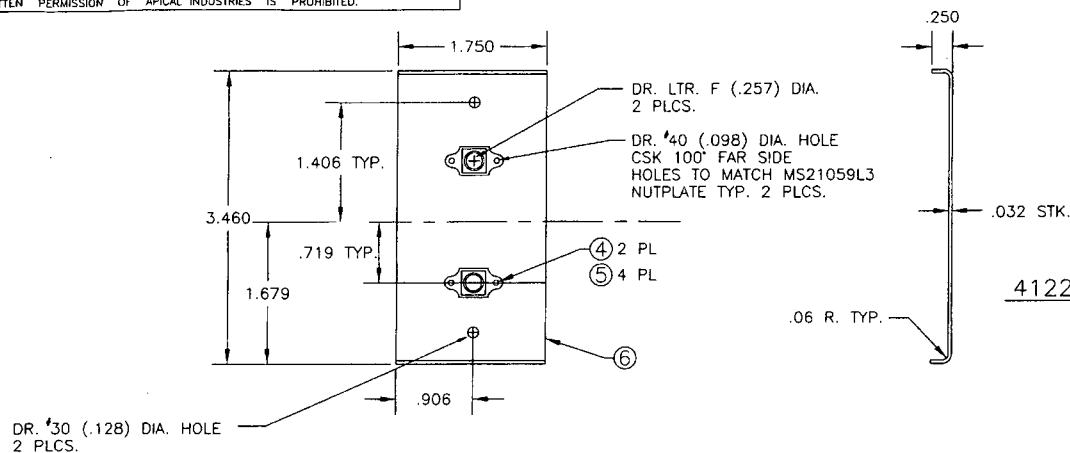 TTEN PERMISSION OF APICAL INDUSTRIES IS PROHIBITED.
.250
1.750
DR. LTR. F (.257) DIA.
2 PLCS.
DR. #40 (.098) DIA. HOLE
CSK 100° FAR SIDE
HOLES TO MATCH MS21059L3
NUTPLATE TYP. 2 PLCS.
1.406 TYP.
3.460
.032 STK.
.719 TYP.
4 2 PL
5 4 PL
1.679
4122
.06 R. TYP.
6
.906
DR. #30 (.128) DIA. HOLE
2 PLCS.